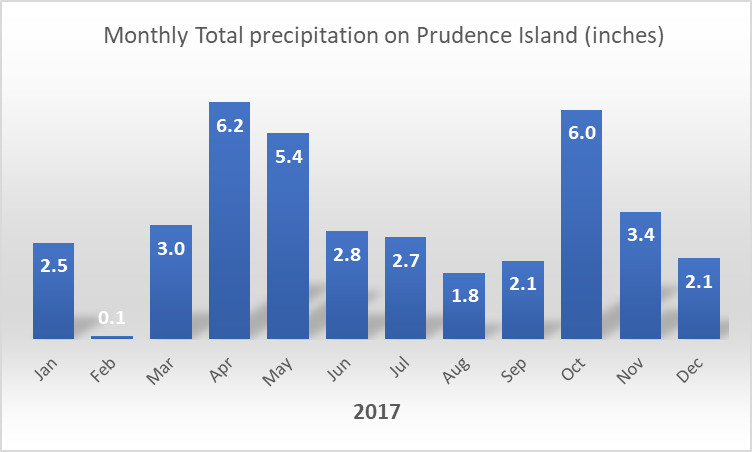 Monthly Total precipitation on Prudence Island (inches)
2.5 0.1 3.0 6.2 5.4 2.8 2.7 1.8 2.1 6.0 3.4 2.1
Jan Feb Mar Apr May Jun Jul Aug Sep Oct Nov Dec
2017